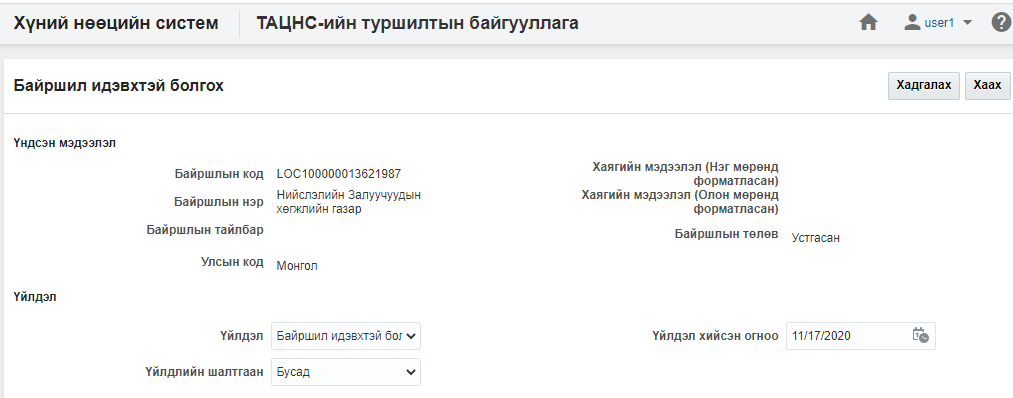 Хүний нөөцийн систем ТАЦНС-ийн туршилтын байгууллага user1
Байршил идэвхтэй болгох Хадгалах Хаах
Үндсэн мэдээлэл
Байршлын код LOC100000013621987
Хаягийн мэдээлэл (Нэг мөрөнд
форматласан)
Байршлын нэр Нийслэлийн Залуучуудын
хөгжлийн газар
Хаягийн мэдээлэл (Олон мөрөнд
форматласан)
Байршлын тайлбар
Байршлын төлөв Устгасан
Улсын код Монгол
Үйлдэл
Үйлдэл Байршил идэвхтэй бол Үйлдэл хийсэн огноо 11/17/2020
Үйлдлийн шалтгаан Бусад